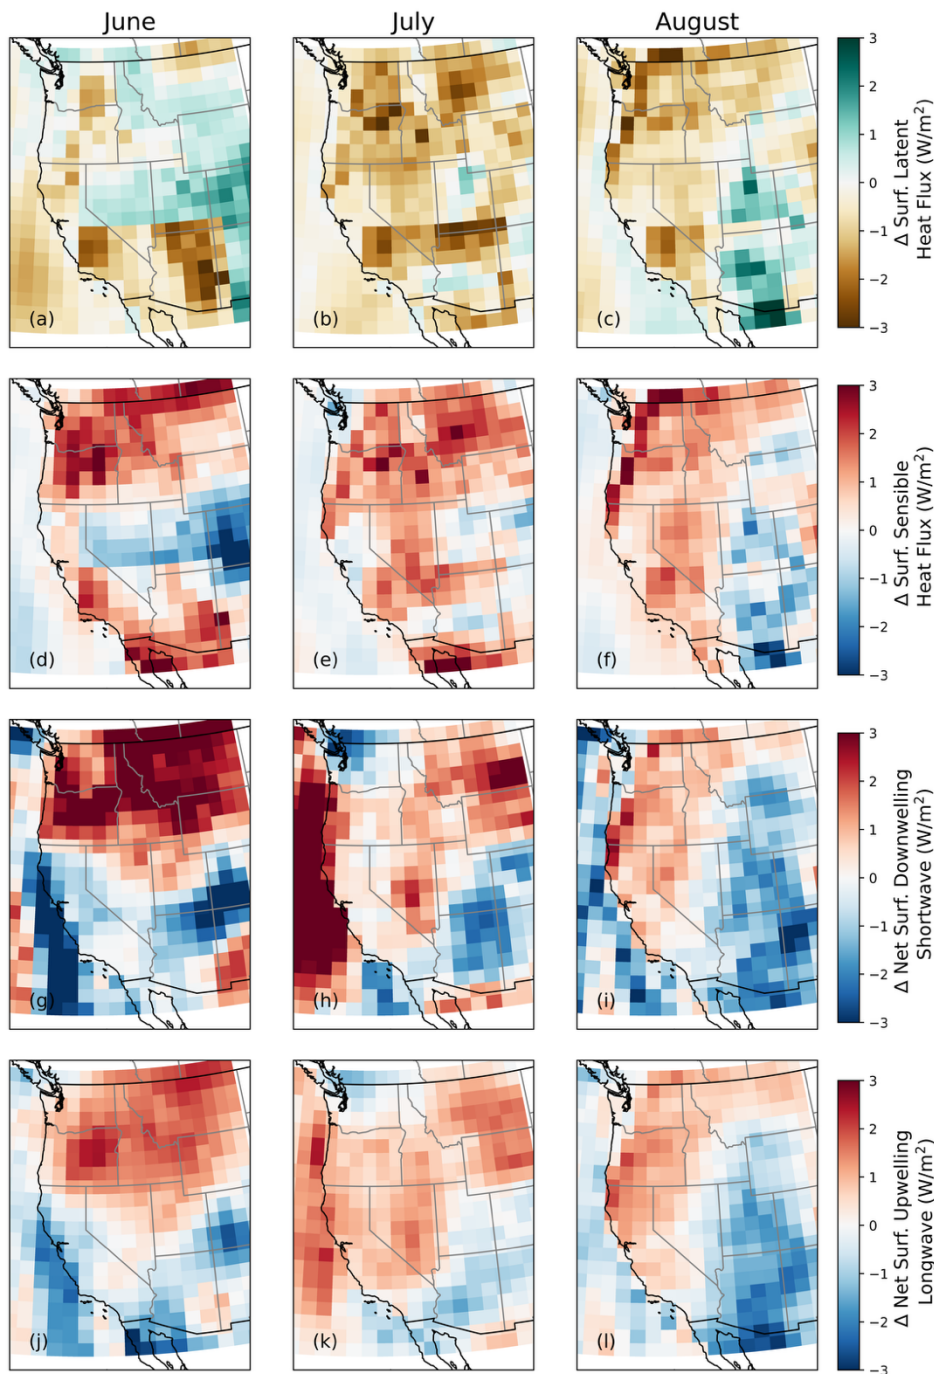 June July August
(a) (b) (c)
3
2
1
0
−1
−2
−3
Δ Surf. Latent
Heat Flux (W/m²)
(d) (e) (f)
3
2
1
0
−1
−2
−3
Δ Surf. Sensible
Heat Flux (W/m²)
(g) (h) (i)
3
2
1
0
−1
−2
−3
Δ Net Surf. Downwelling
Shortwave (W/m²)
(j) (k) (l)
3
2
1
0
−1
−2
−3
Δ Net Surf. Upwelling
Longwave (W/m²)